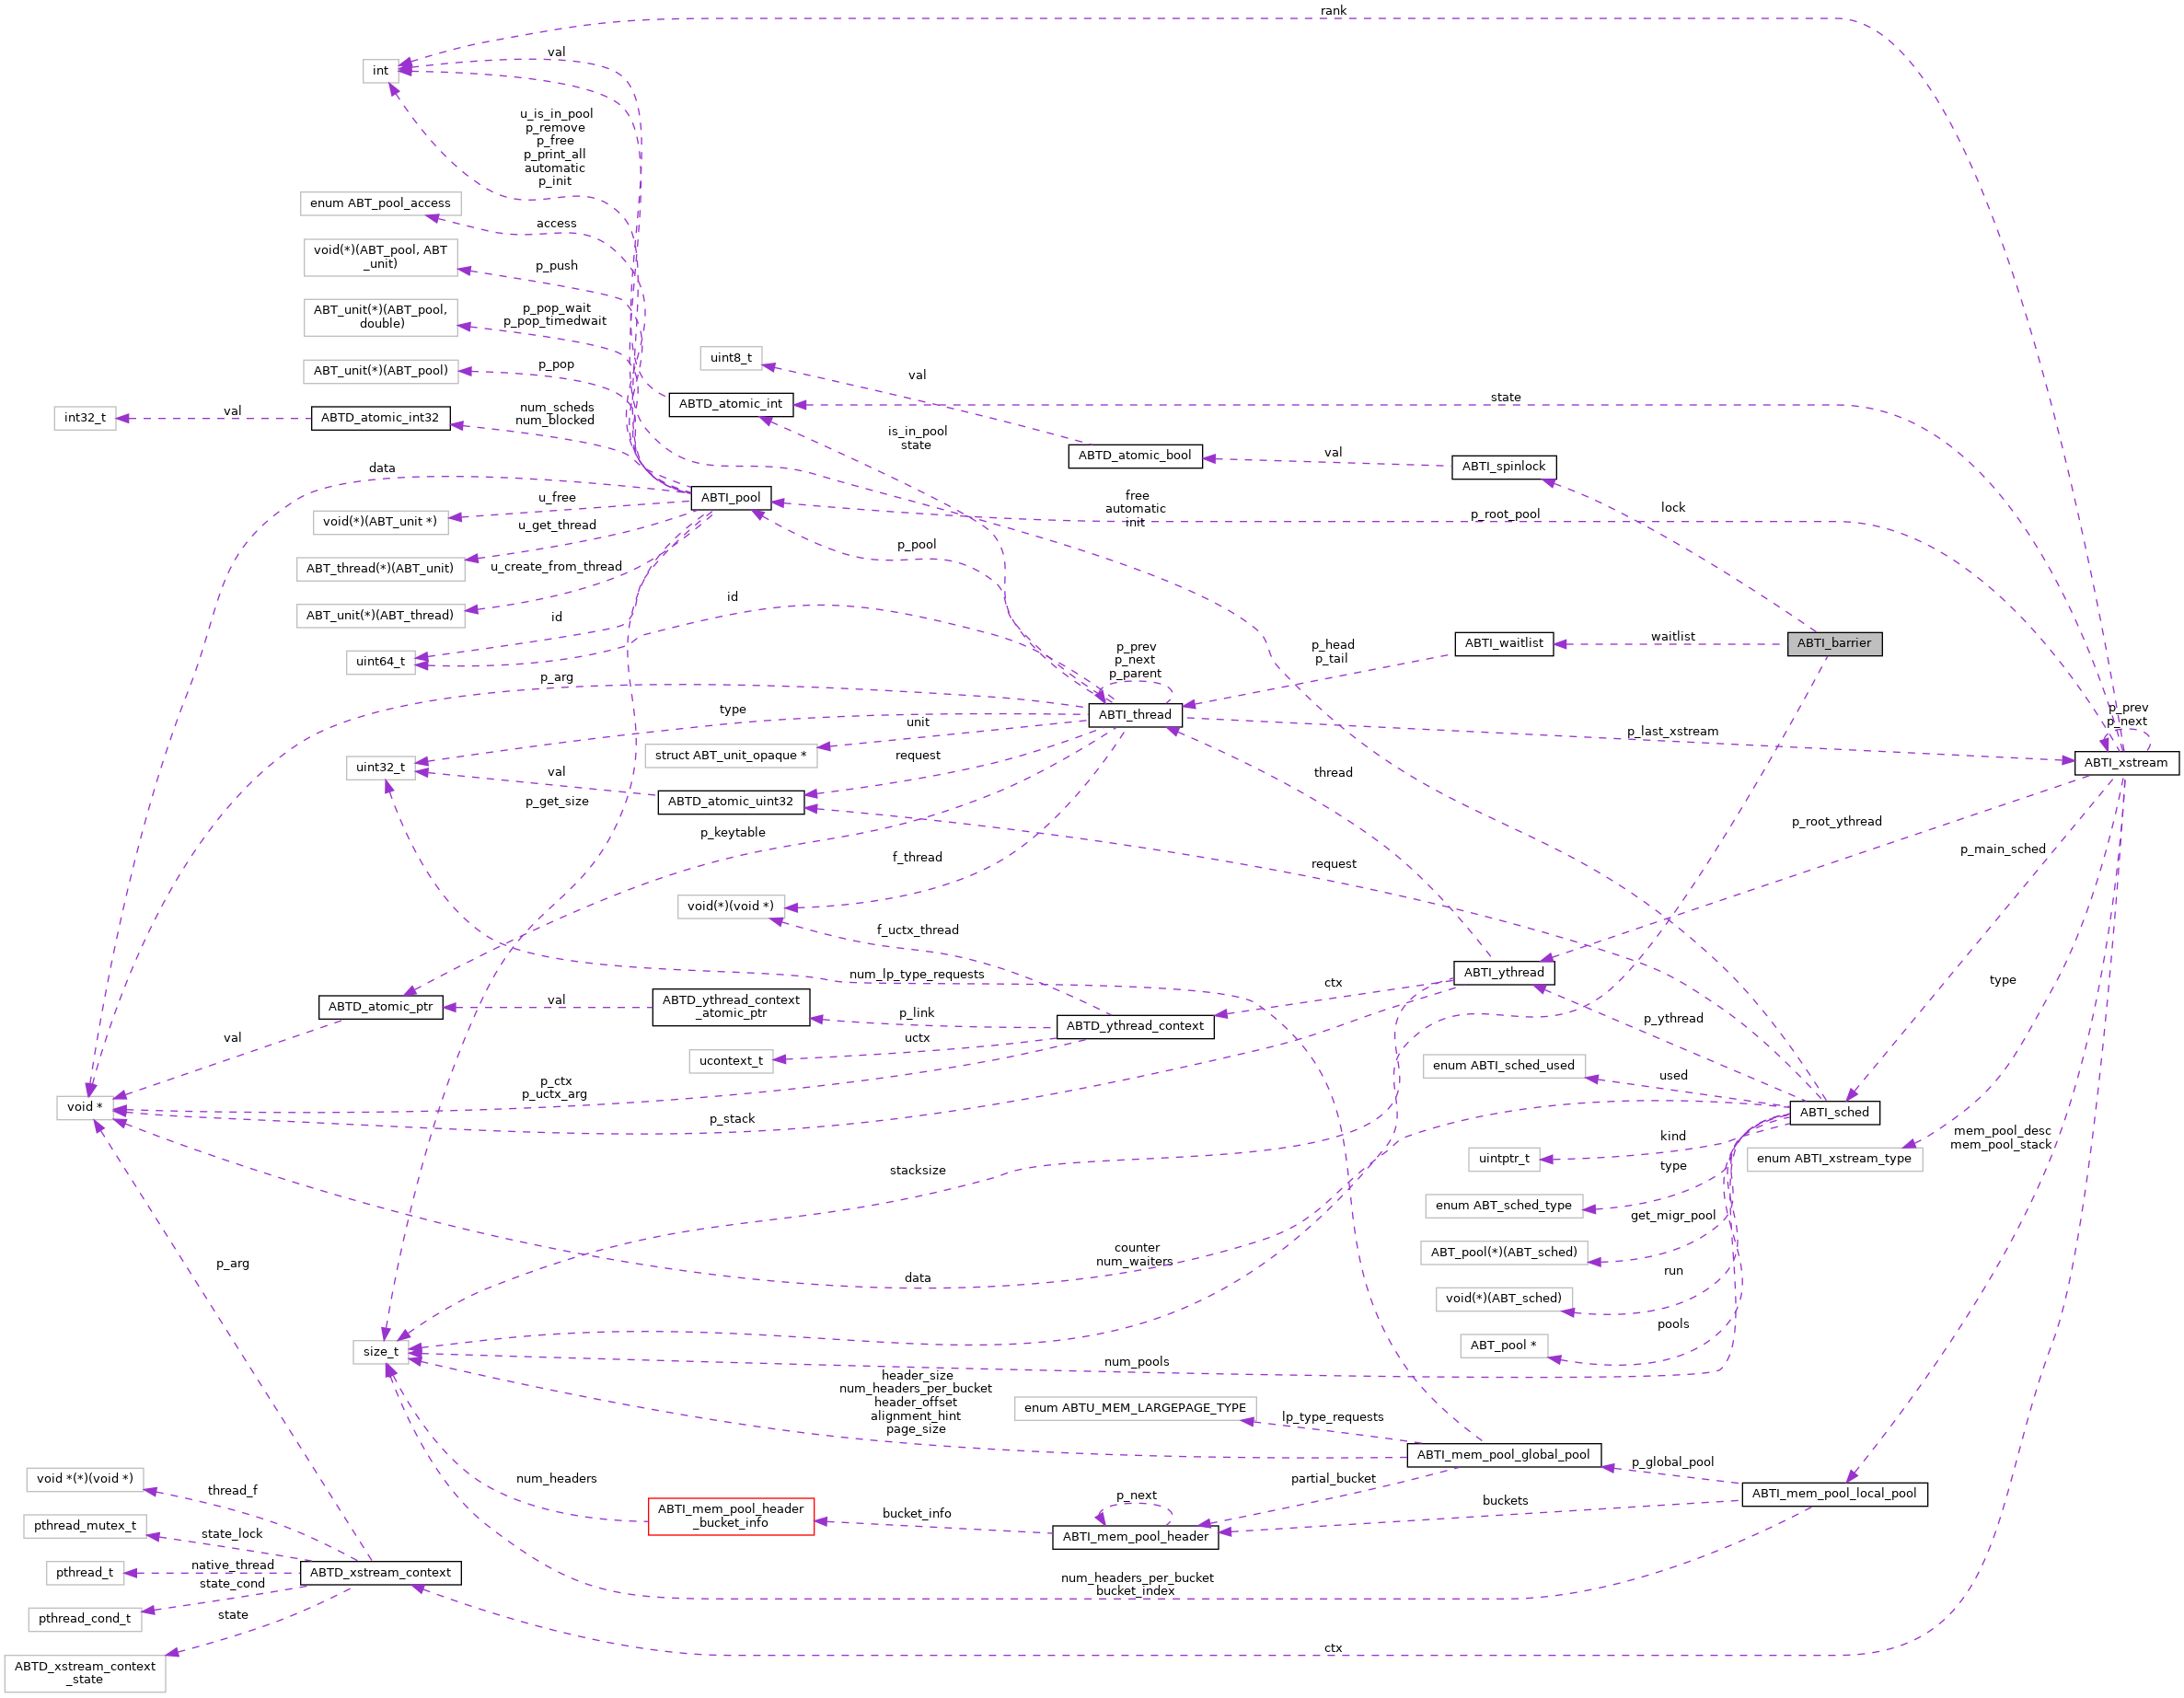 rank
val
int
u_is_in_pool
p_remove
p_free
p_print_all
automatic
p_init
enum ABT_pool_access
access
void(*)(ABT_pool, ABT
_unit)
p_push
ABT_unit(*)(ABT_pool,
double)
p_pop_wait
p_pop_timedwait
uint8_t
ABT_unit(*)(ABT_pool)
p_pop
val
ABTD_atomic_int
state
int32_t
val
ABTD_atomic_int32
num_scheds
num_blocked
is_in_pool
state
ABTD_atomic_bool
val
ABTI_spinlock
data
ABTI_pool
u_free
void(*)(ABT_unit *)
u_get_thread
free
automatic
init
p_root_pool
lock
ABT_thread(*)(ABT_unit)
u_create_from_thread
p_pool
ABT_unit(*)(ABT_thread)
id
id
uint64_t
p_arg
p_prev
p_next
p_parent
p_head
p_tail
ABTI_waitlist
waitlist
ABTI_barrier
type
unit
ABTI_thread
p_last_xstream
p_prev
p_next
ABTI_xstream
struct ABT_unit_opaque *
request
uint32_t
val
ABTD_atomic_uint32
p_get_size
thread
p_keytable
f_thread
request
p_root_ythread
p_main_sched
void(*)(void *)
f_uctx_thread
num_lp_type_requests
ABTI_ythread
ctx
type
ABTD_atomic_ptr
val
ABTD_ythread_context
_atomic_ptr
p_link
ABTD_ythread_context
p_ythread
val
ucontext_t
uctx
enum ABTI_sched_used
used
void *
p_ctx
p_uctx_arg
p_stack
ABTI_sched
kind
uintptr_t
mem_pool_desc
mem_pool_stack
enum ABTI_xstream_type
stacksize
type
enum ABT_sched_type
get_migr_pool
ABT_pool(*)(ABT_sched)
p_arg
data
counter
num_waiters
run
void(*)(ABT_sched)
pools
ABT_pool *
size_t
num_pools
header_size
num_headers_per_bucket
header_offset
alignment_hint
page_size
enum ABTU_MEM_LARGEPAGE_TYPE
lp_type_requests
ABTI_mem_pool_global_pool
p_global_pool
void *(*)(void *)
thread_f
num_headers
partial_bucket
ABTI_mem_pool_local_pool
ABTI_mem_pool_header
_bucket_info
bucket_info
p_next
ABTI_mem_pool_header
buckets
pthread_mutex_t
state_lock
pthread_t
native_thread
ABTD_xstream_context
state_cond
num_headers_per_bucket
bucket_index
pthread_cond_t
state
ctx
ABTD_xstream_context
_state